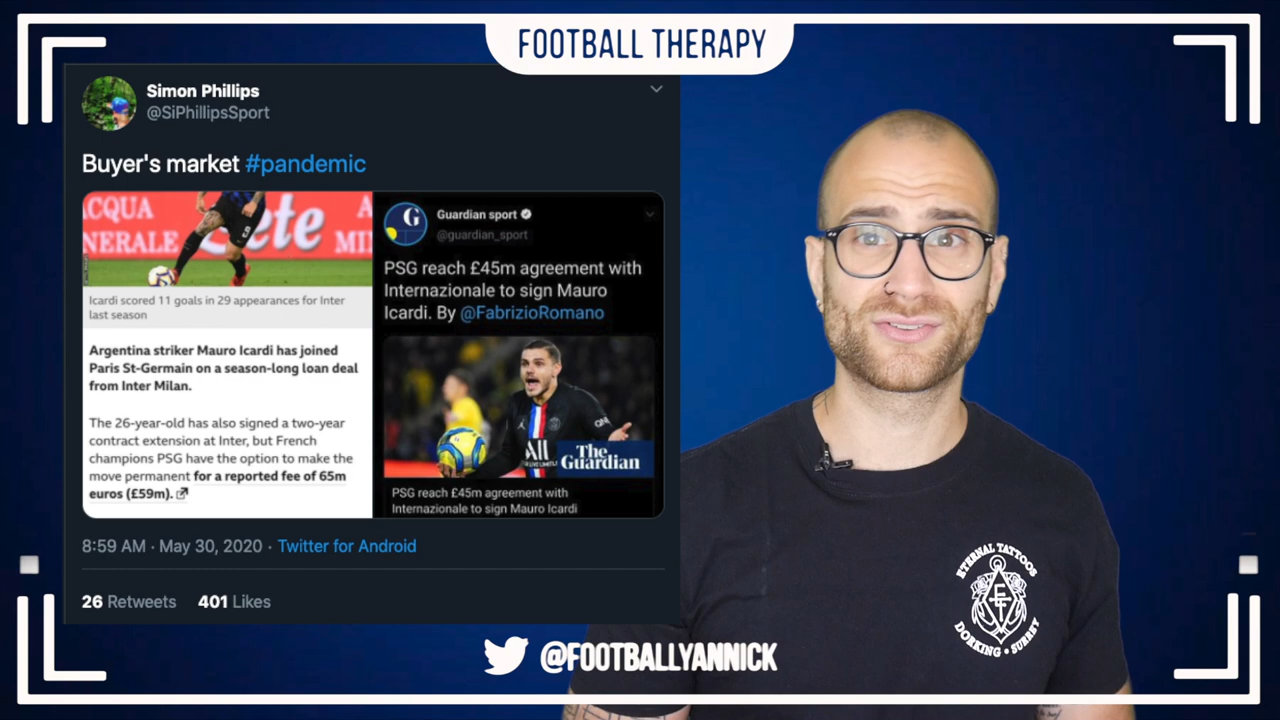 FOOTBALL THERAPY
Simon Phillips
@SiPhillipsSport
Buyer's market #pandemic
ACQUA
NERALE
ete
A
MI
Icardi scored 11 goals in 29 appearances for Inter
last season
Argentina striker Mauro Icardi has joined
Paris St-Germain on a season-long loan deal
from Inter Milan.
The 26-year-old has also signed a two-year
contract extension at Inter, but French
champions PSG have the option to make the
move permanent for a reported fee of 65m
euros (£59m).
G
Guardian sport
@guardian_sport
PSG reach £45m agreement with
Internazionale to sign Mauro
Icardi. By @FabrizioRomano
ALL
The
Guardian
PSG reach £45m agreement with
Internazionale to sign Mauro Icardi
8:59 AM · May 30, 2020 · Twitter for Android
26 Retweets 401 Likes
ETERNAL TATTOOS
DORKING • SURREY
@FOOTBALLYANNICK